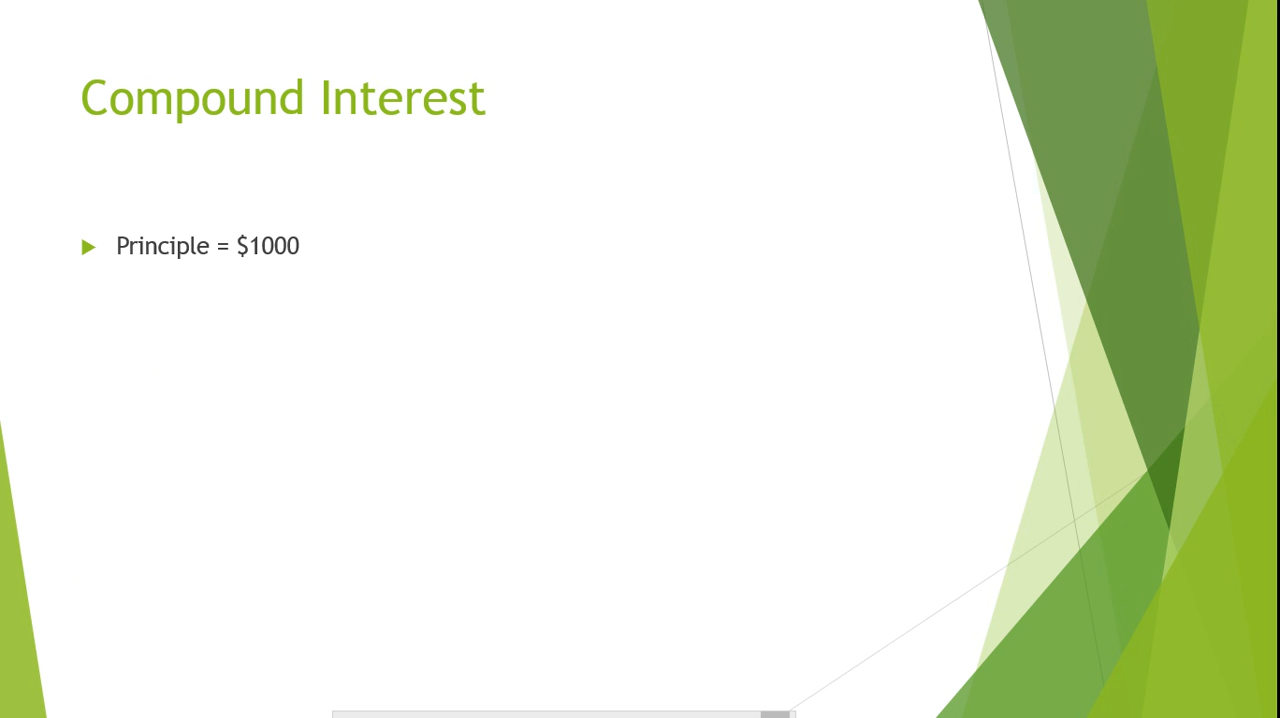 Compound Interest
Principle = $1000